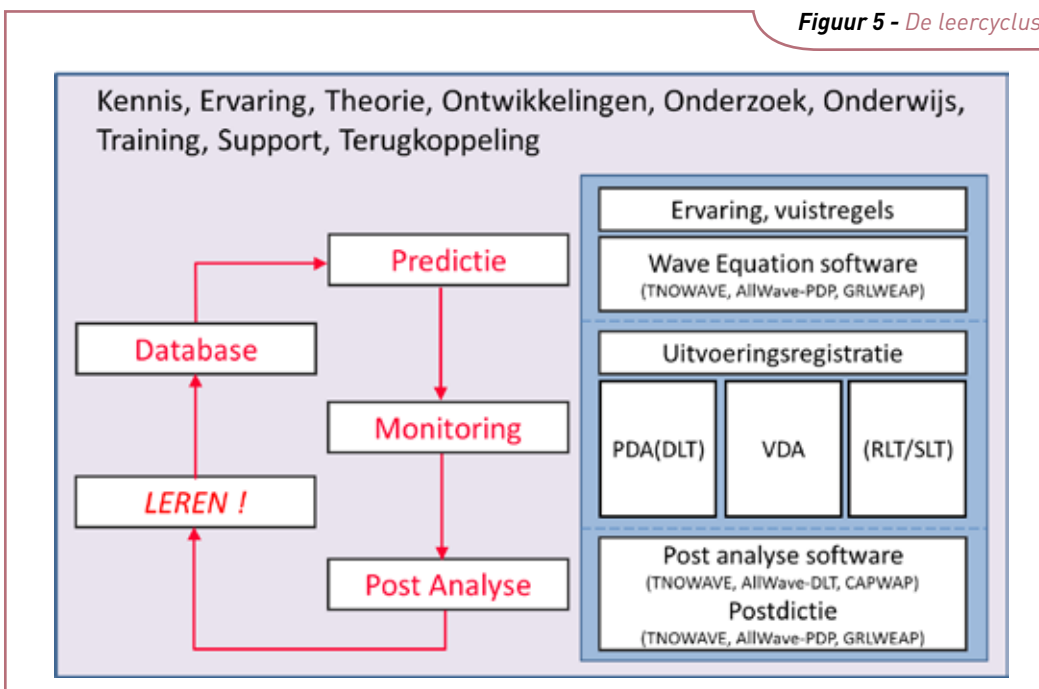 Figuur 5 - De leercyclus
Kennis, Ervaring, Theorie, Ontwikkelingen, Onderzoek, Onderwijs,
Training, Support, Terugkoppeling
Predictie
Database
Monitoring
LEREN !
Post Analyse
Ervaring, vuistregels
Wave Equation software
(TNOWAVE, AllWave-PDP, GRLWEAP)
Uitvoeringsregistratie
PDA(DLT)
VDA
(RLT/SLT)
Post analyse software
(TNOWAVE, AllWave-DLT, CAPWAP)
Postdictie
(TNOWAVE, AllWave-PDP, GRLWEAP)